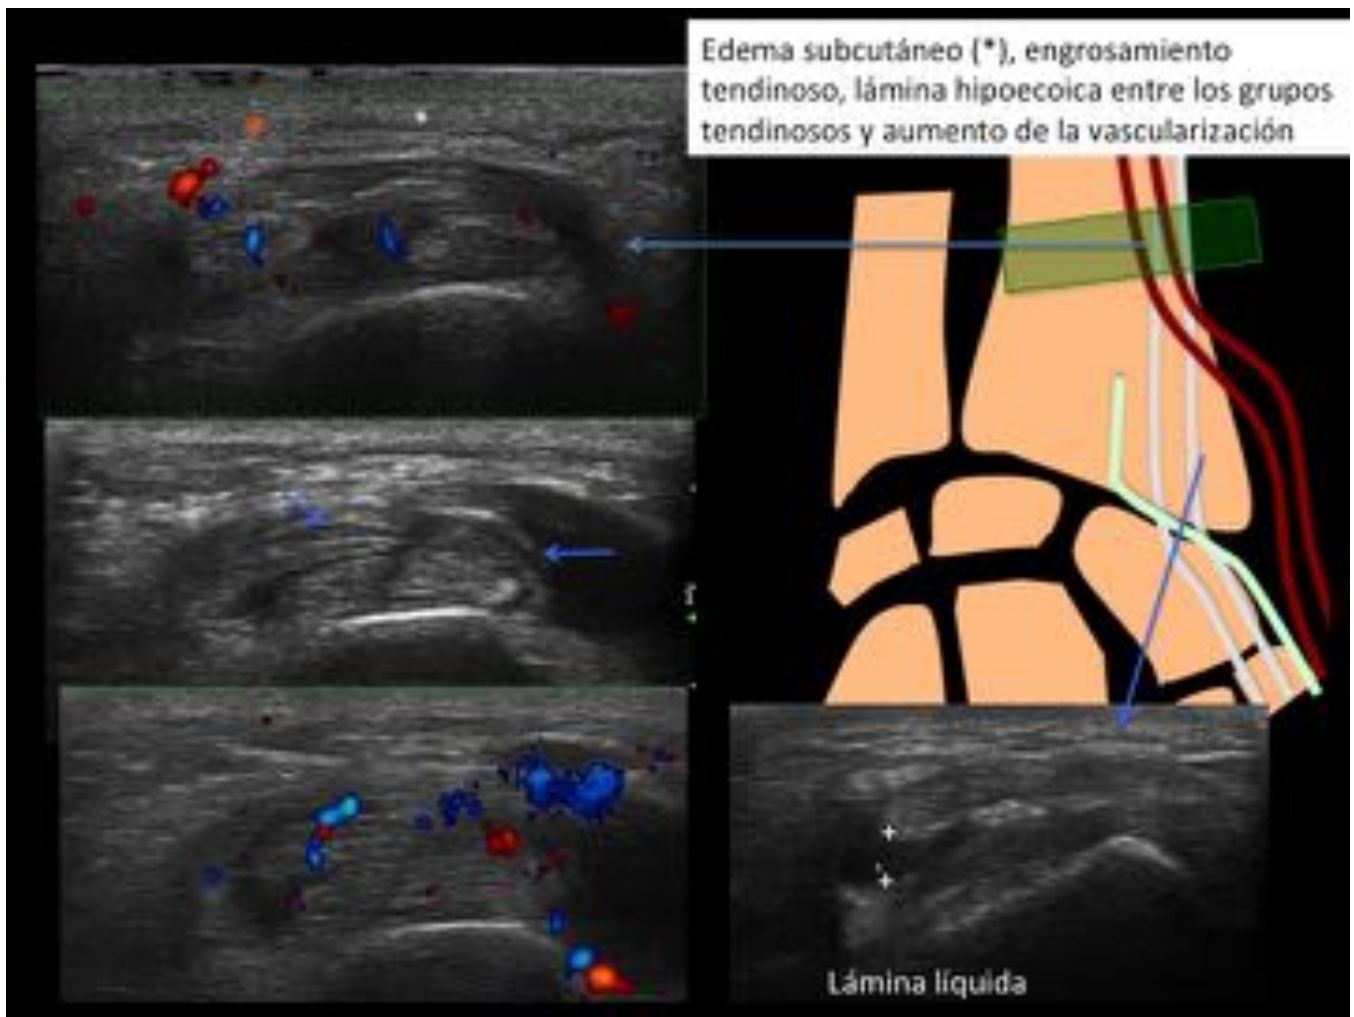 Edema subcutáneo (*), engrosamiento
tendinoso, lámina hipoecoica entre los grupos
tendinosos y aumento de la vascularización
Lámina líquida